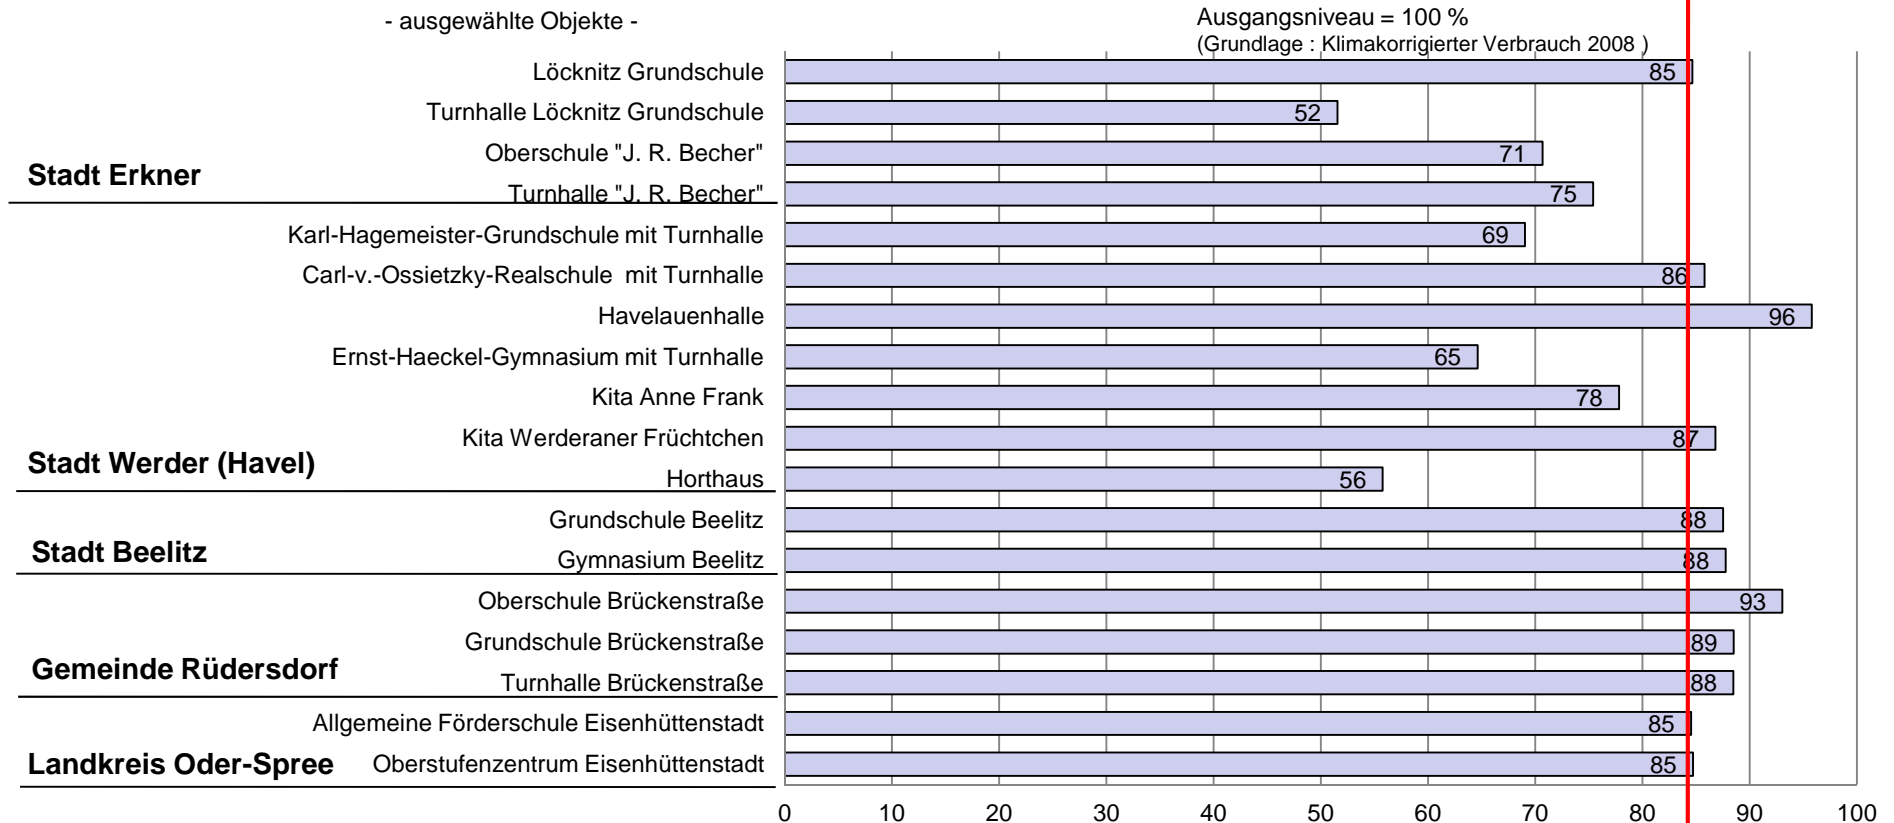 - ausgewählte Objekte -
Ausgangsniveau = 100 %
(Grundlage : Klimakorrigierter Verbrauch 2008 )
Löcknitz Grundschule 85
Turnhalle Löcknitz Grundschule 52
Oberschule "J. R. Becher" 71
Stadt Erkner
Turnhalle "J. R. Becher" 75
Karl-Hagemeister-Grundschule mit Turnhalle 69
Carl-v.-Ossietzky-Realschule mit Turnhalle 86
Havelauenhalle 96
Ernst-Haeckel-Gymnasium mit Turnhalle 65
Kita Anne Frank 78
Kita Werderaner Früchtchen 87
Stadt Werder (Havel)
Horthaus 56
Grundschule Beelitz 88
Stadt Beelitz
Gymnasium Beelitz 88
Oberschule Brückenstraße 93
Grundschule Brückenstraße 89
Gemeinde Rüdersdorf
Turnhalle Brückenstraße 88
Allgemeine Förderschule Eisenhüttenstadt 85
Landkreis Oder-Spree Oberstufenzentrum Eisenhüttenstadt 85
0 10 20 30 40 50 60 70 80 90 100